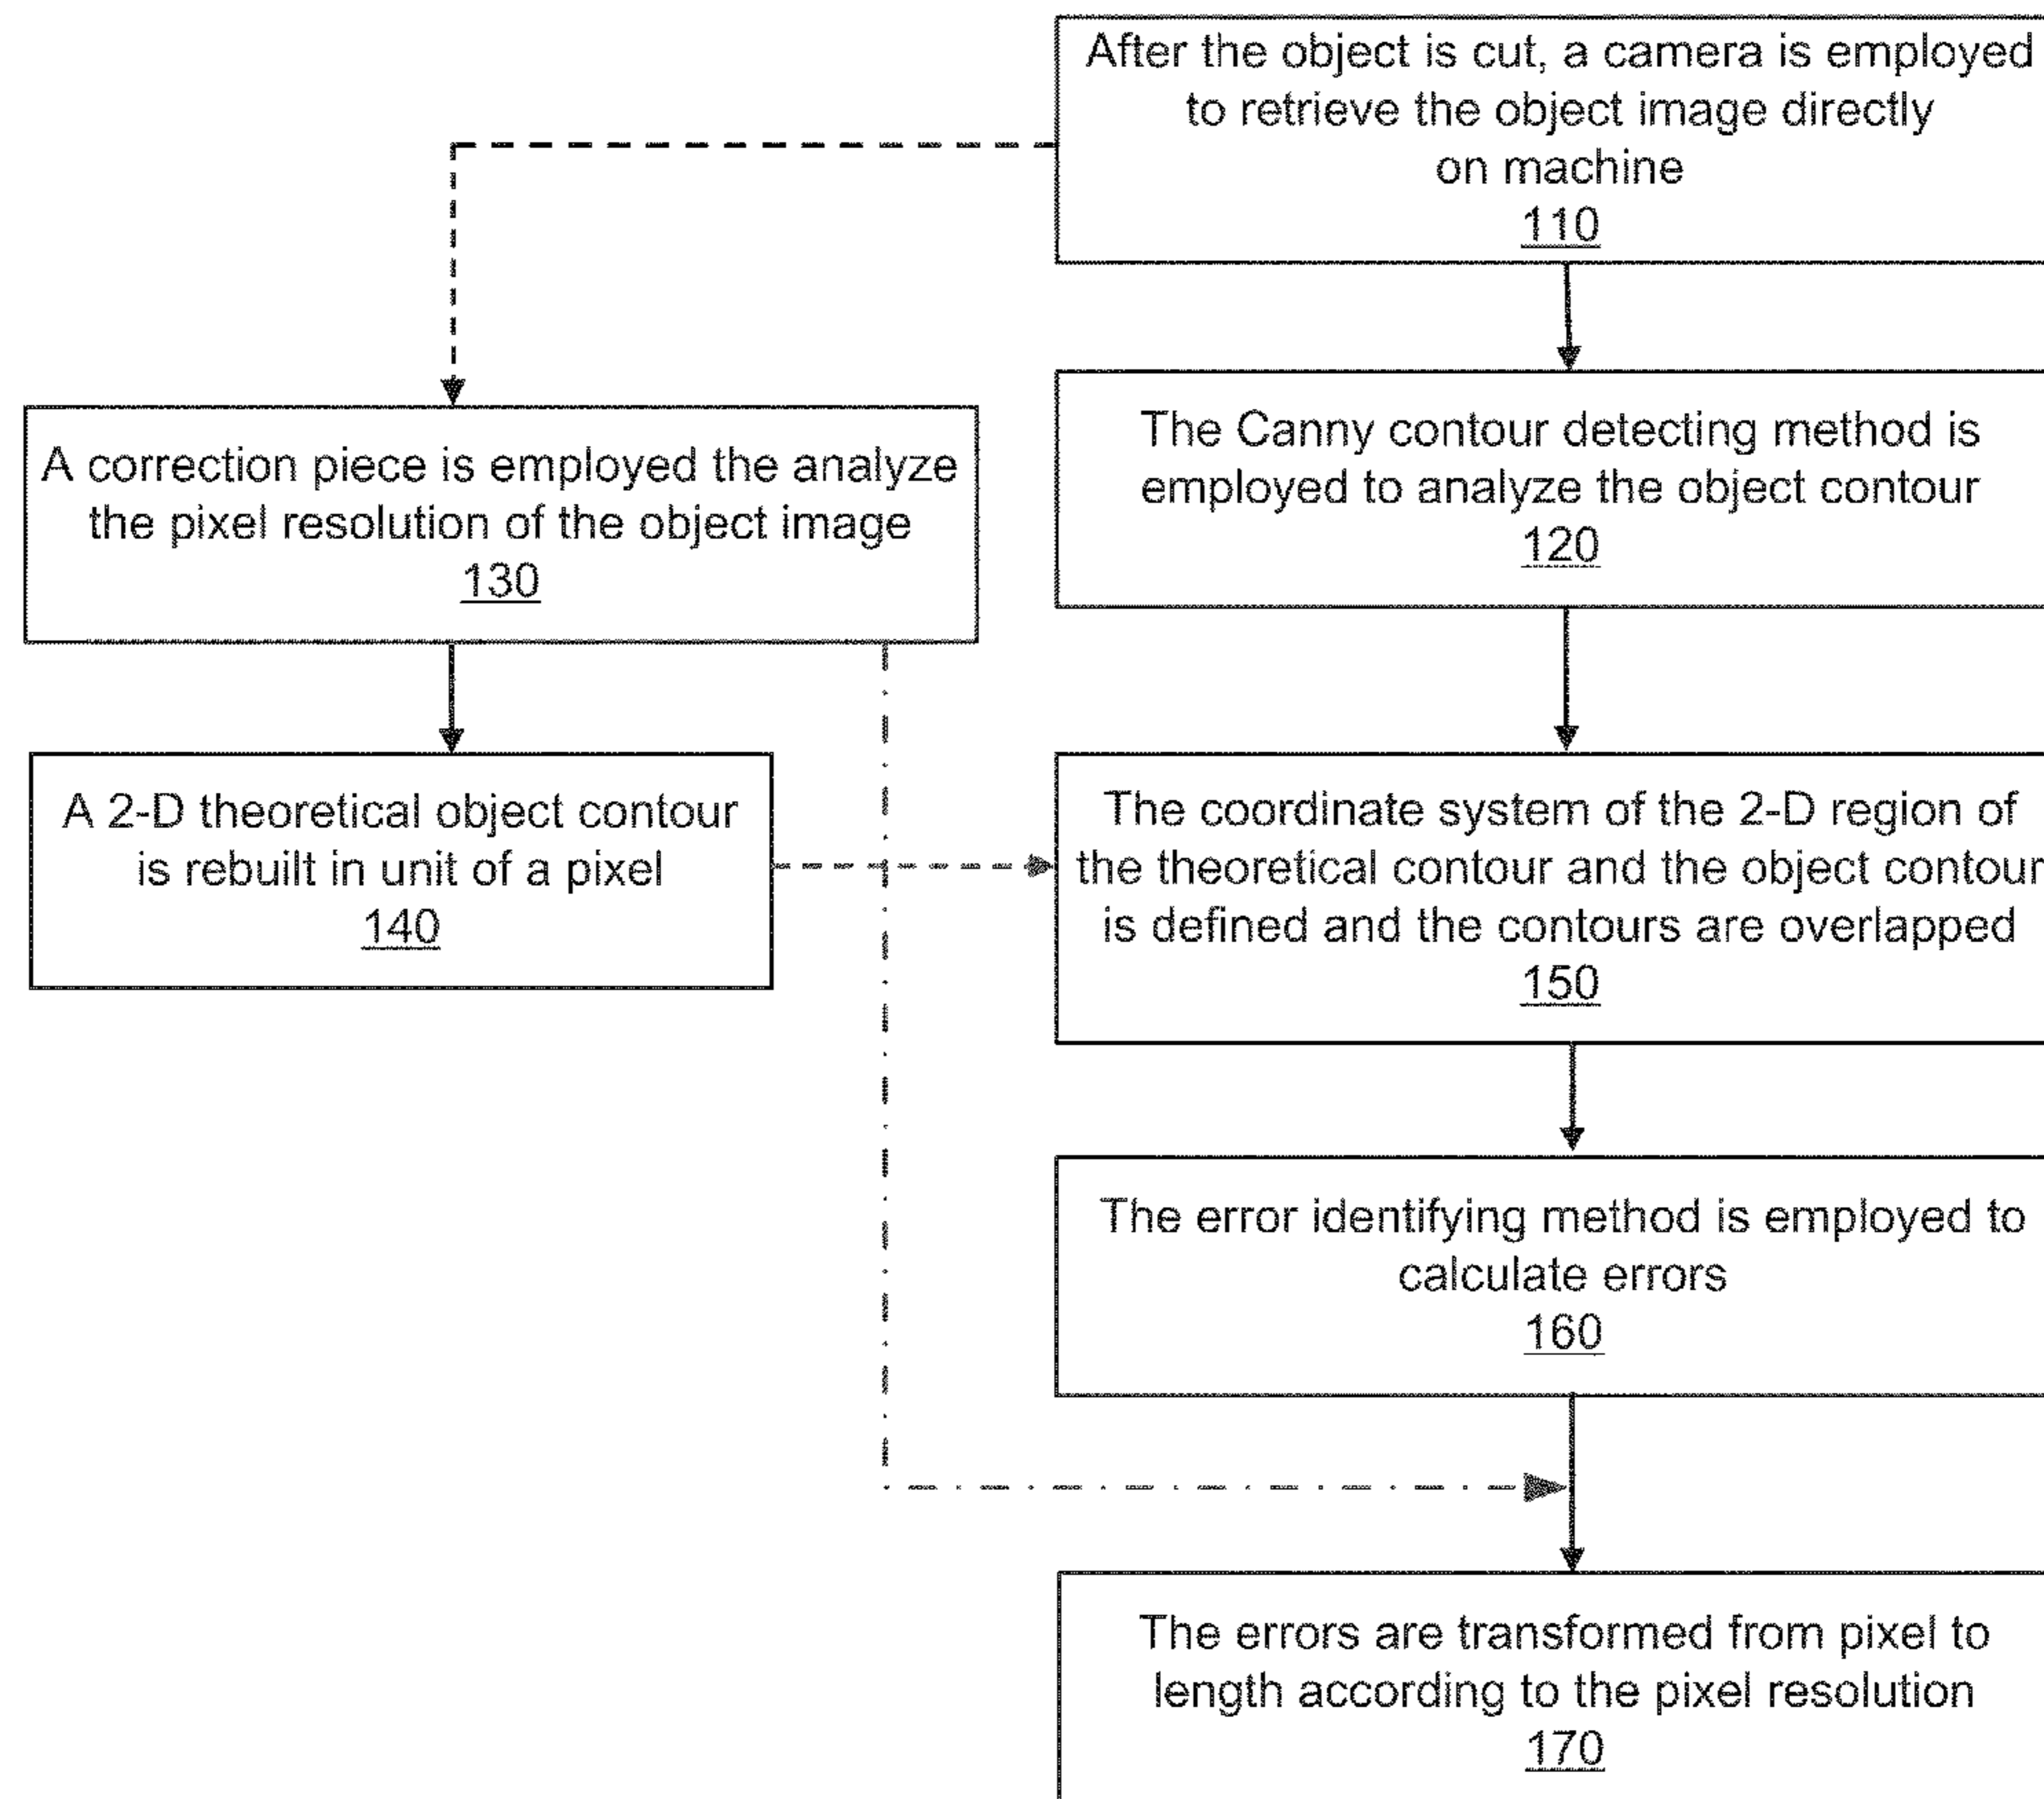 After the object is cut, a camera is employed
to retrieve the object image directly
on machine
110
The Canny contour detecting method is
employed to analyze the object contour
120
A correction piece is employed the analyze
the pixel resolution of the object image
130
A 2-D theoretical object contour
is rebuilt in unit of a pixel
140
The coordinate system of the 2-D region of
the theoretical contour and the object contour
is defined and the contours are overlapped
150
The error identifying method is employed to
calculate errors
160
The errors are transformed from pixel to
length according to the pixel resolution
170